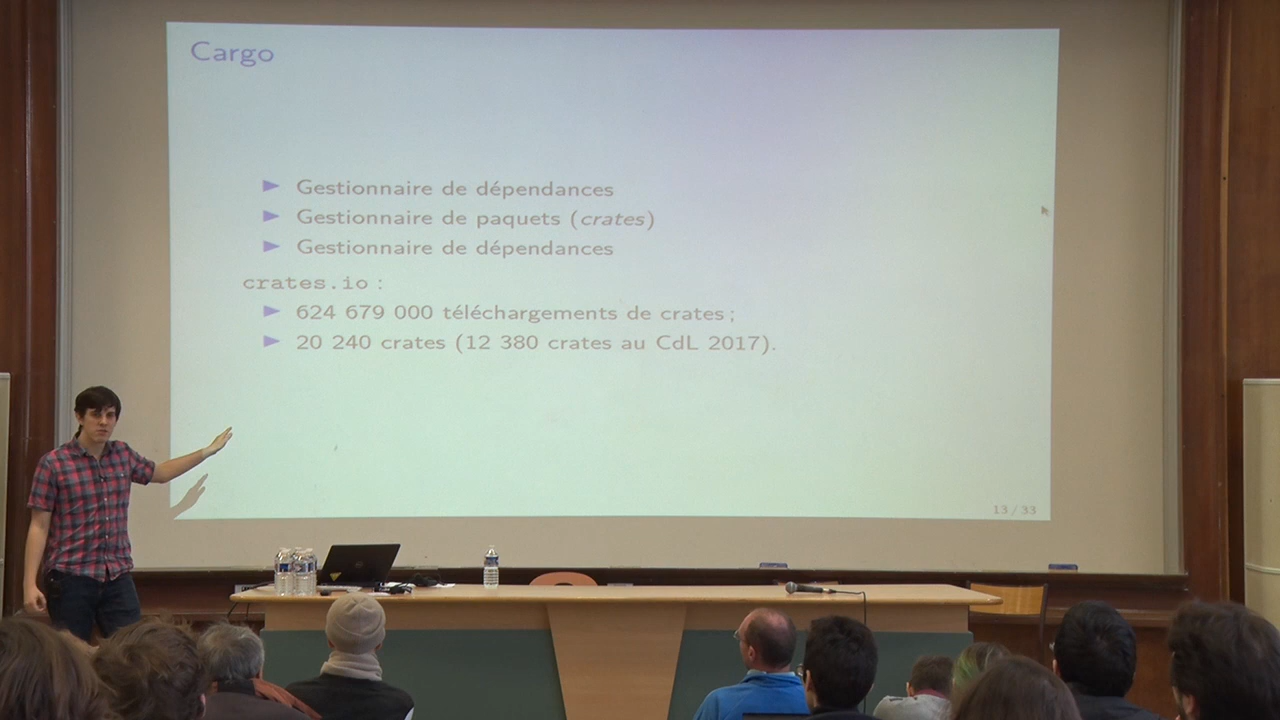 Cargo
Gestionnaire de dépendances
Gestionnaire de paquets (crates)
Gestionnaire de dépendances
crates.io :
624 679 000 téléchargements de crates ;
20 240 crates (12 380 crates au CdL 2017).
13 / 33